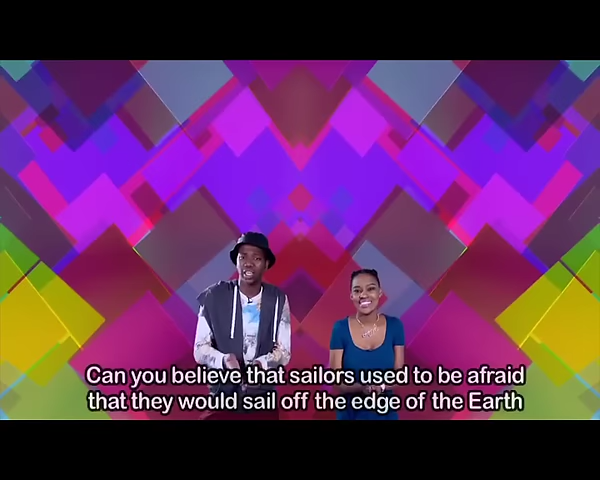 Can you believe that sailors used to be afraid
that they would sail off the edge of the Earth